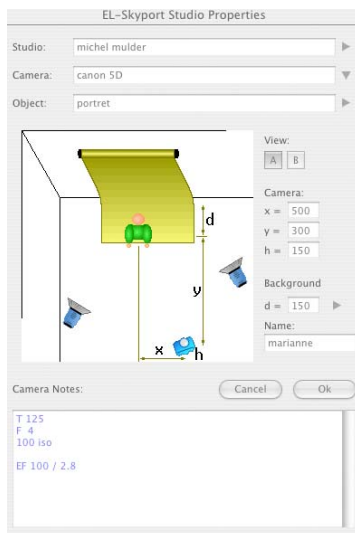 EL-Skyport Studio Properties
Studio: michel mulder
Camera: canon 5D
Object: portret
View:
A B
Camera:
x = 500
y = 300
h = 150
Background
d = 150
Name:
marianne
d
y
x h
Camera Notes:
Cancel Ok
T 125
F 4
100 iso
EF 100 / 2.8